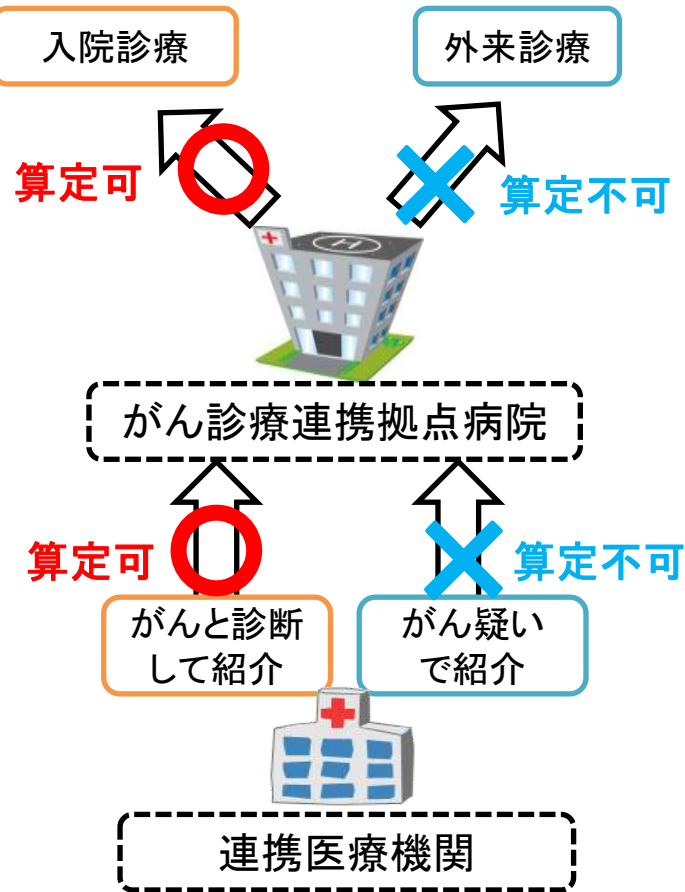 入院診療
外来診療
算定可
算定不可
H
がん診療連携拠点病院
算定可
算定不可
がんと診断
して紹介
がん疑い
で紹介
連携医療機関